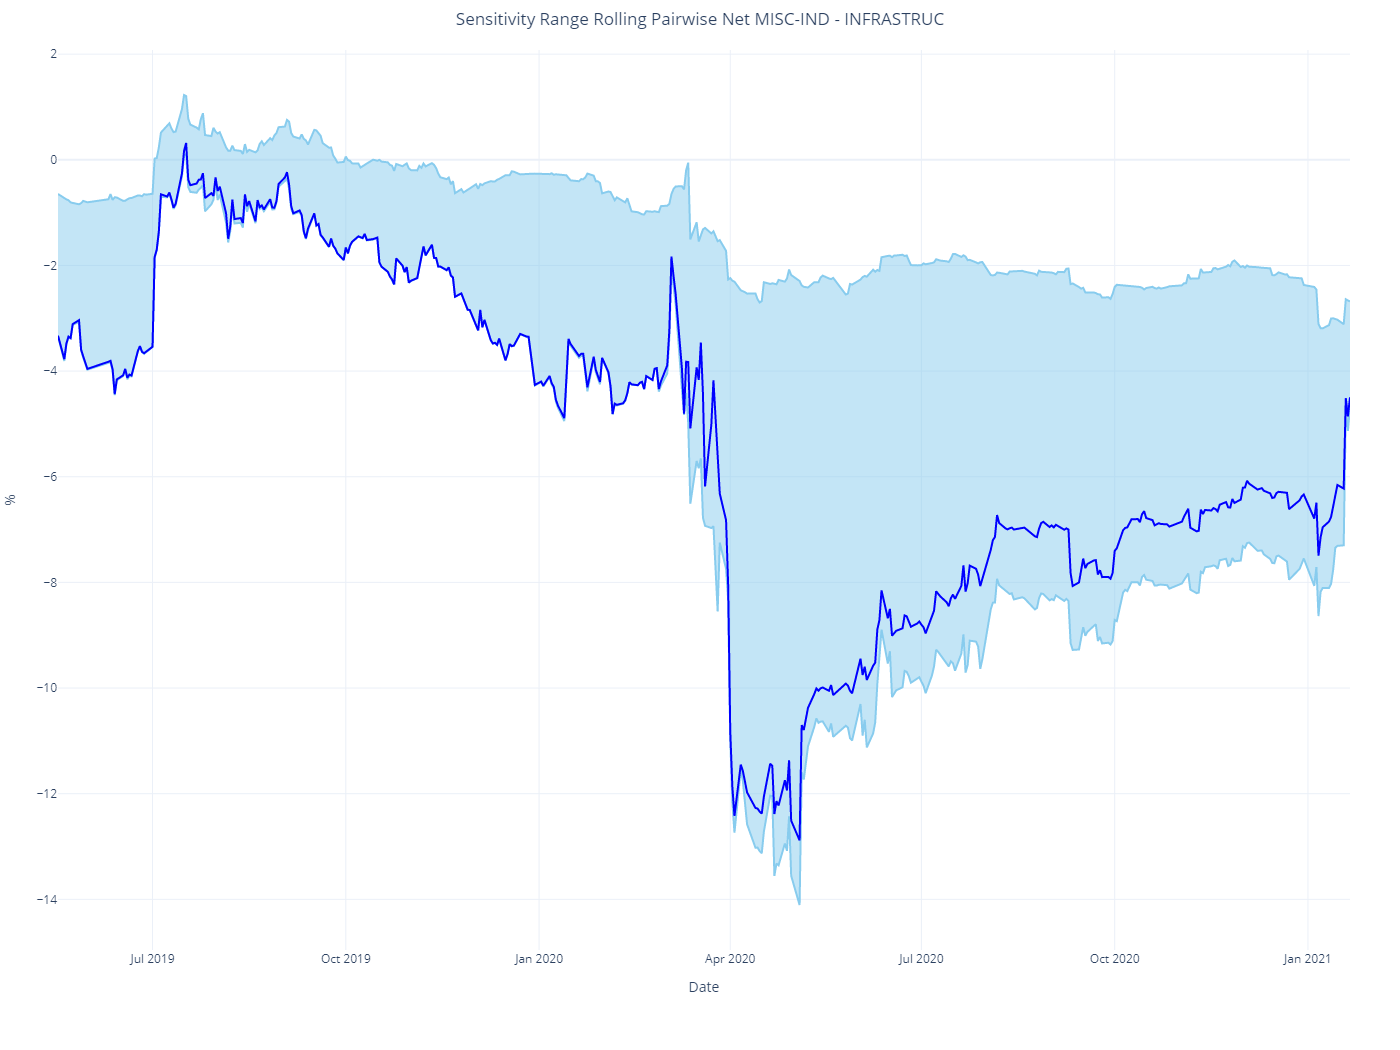 Sensitivity Range Rolling Pairwise Net MISC-IND - INFRASTRUC
2
0
−2
−4
−6
−8
−10
−12
−14
%
Jul 2019
Oct 2019
Jan 2020
Apr 2020
Jul 2020
Oct 2020
Jan 2021
Date